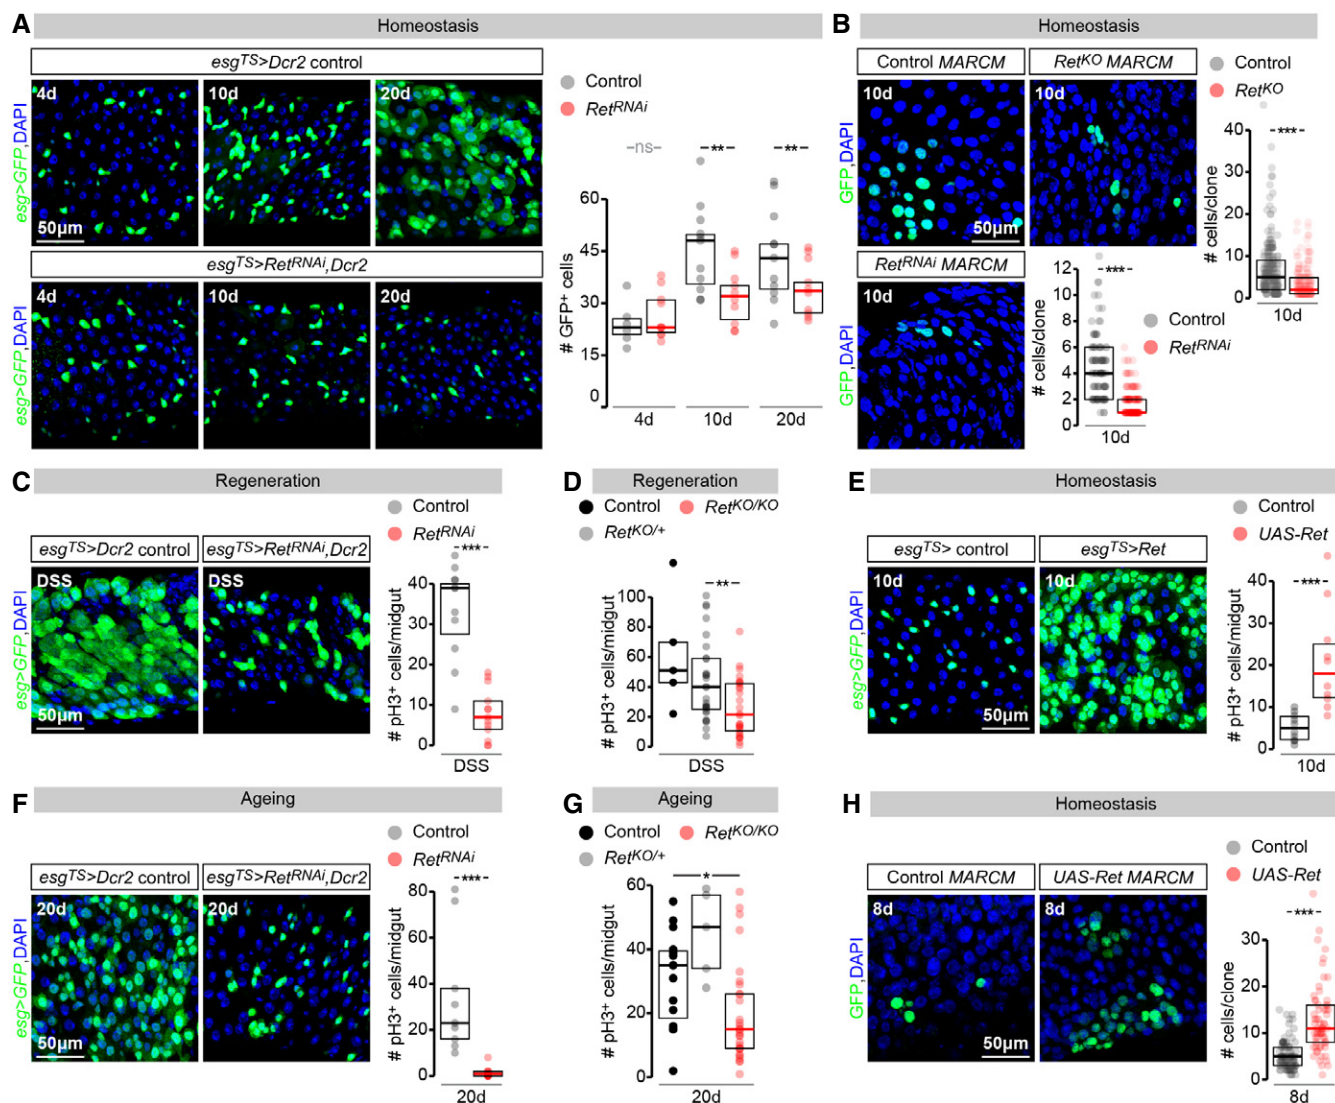 A
Homeostasis
esgTS>Dcr2 control
esg>GFP,DAPI
4d
10d
20d
50µm
esgTS>RetRNAi,Dcr2
esg>GFP,DAPI
4d
10d
20d
Control
RetRNAi
# GFP+ cells
ns
**
**
60
45
30
15
0
4d
10d
20d
B
Homeostasis
Control MARCM
RetKO MARCM
GFP,DAPI
10d
10d
50µm
Control
RetKO
# cells/clone
***
40
30
20
10
0
10d
RetRNAi MARCM
GFP,DAPI
10d
# cells/clone
***
12
10
8
6
4
2
0
10d
Control
RetRNAi
C
Regeneration
esgTS>Dcr2 control
esgTS>RetRNAi,Dcr2
esg>GFP,DAPI
DSS
DSS
50µm
Control
RetRNAi
# pH3+ cells/midgut
***
40
30
20
10
0
DSS
D
Regeneration
Control
RetKO/KO
RetKO/+
# pH3+ cells/midgut
**
100
80
60
40
20
0
DSS
E
Homeostasis
esgTS> control
esgTS>Ret
esg>GFP,DAPI
10d
10d
50µm
Control
UAS-Ret
# pH3+ cells/midgut
***
40
30
20
10
0
10d
F
Ageing
esgTS>Dcr2 control
esgTS>RetRNAi,Dcr2
esg>GFP,DAPI
20d
20d
50µm
Control
RetRNAi
# pH3+ cells/midgut
***
80
60
40
20
0
20d
G
Ageing
Control
RetKO/KO
RetKO/+
# pH3+ cells/midgut
*
60
40
20
0
20d
H
Homeostasis
Control MARCM
UAS-Ret MARCM
GFP,DAPI
8d
8d
50µm
Control
UAS-Ret
# cells/clone
***
30
20
10
0
8d